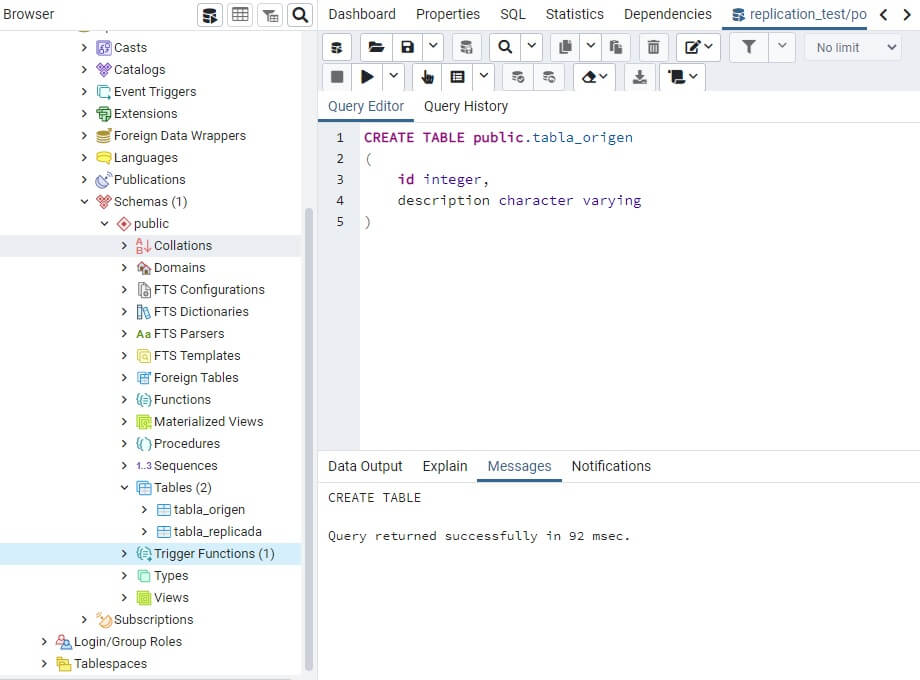 Browser
Dashboard Properties SQL Statistics Dependencies replication_test/po
No limit
Casts
Catalogs
Event Triggers
Extensions
Foreign Data Wrappers
Languages
Publications
Schemas (1)
public
Collations
Domains
FTS Configurations
FTS Dictionaries
Aa FTS Parsers
FTS Templates
Foreign Tables
Functions
Materialized Views
Procedures
1..3 Sequences
Tables (2)
tabla_origen
tabla_replicada
Trigger Functions (1)
Types
Views
Subscriptions
Login/Group Roles
Tablespaces
Query Editor Query History
1 CREATE TABLE public.tabla_origen
2 (
3 id integer,
4 description character varying
5 )
Data Output Explain Messages Notifications
CREATE TABLE
Query returned successfully in 92 msec.